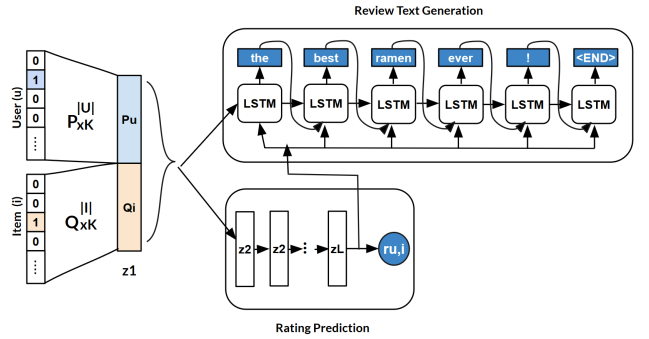 Review Text Generation
the best ramen ever ! <END>
LSTM LSTM LSTM LSTM LSTM LSTM
User (u)
0
1
0
0
⋮
|U|
PxK
Pu
Item (i)
0
0
1
0
⋮
|I|
QxK
Qi
z1
z2 z2 ⋮ zL ru,i
Rating Prediction